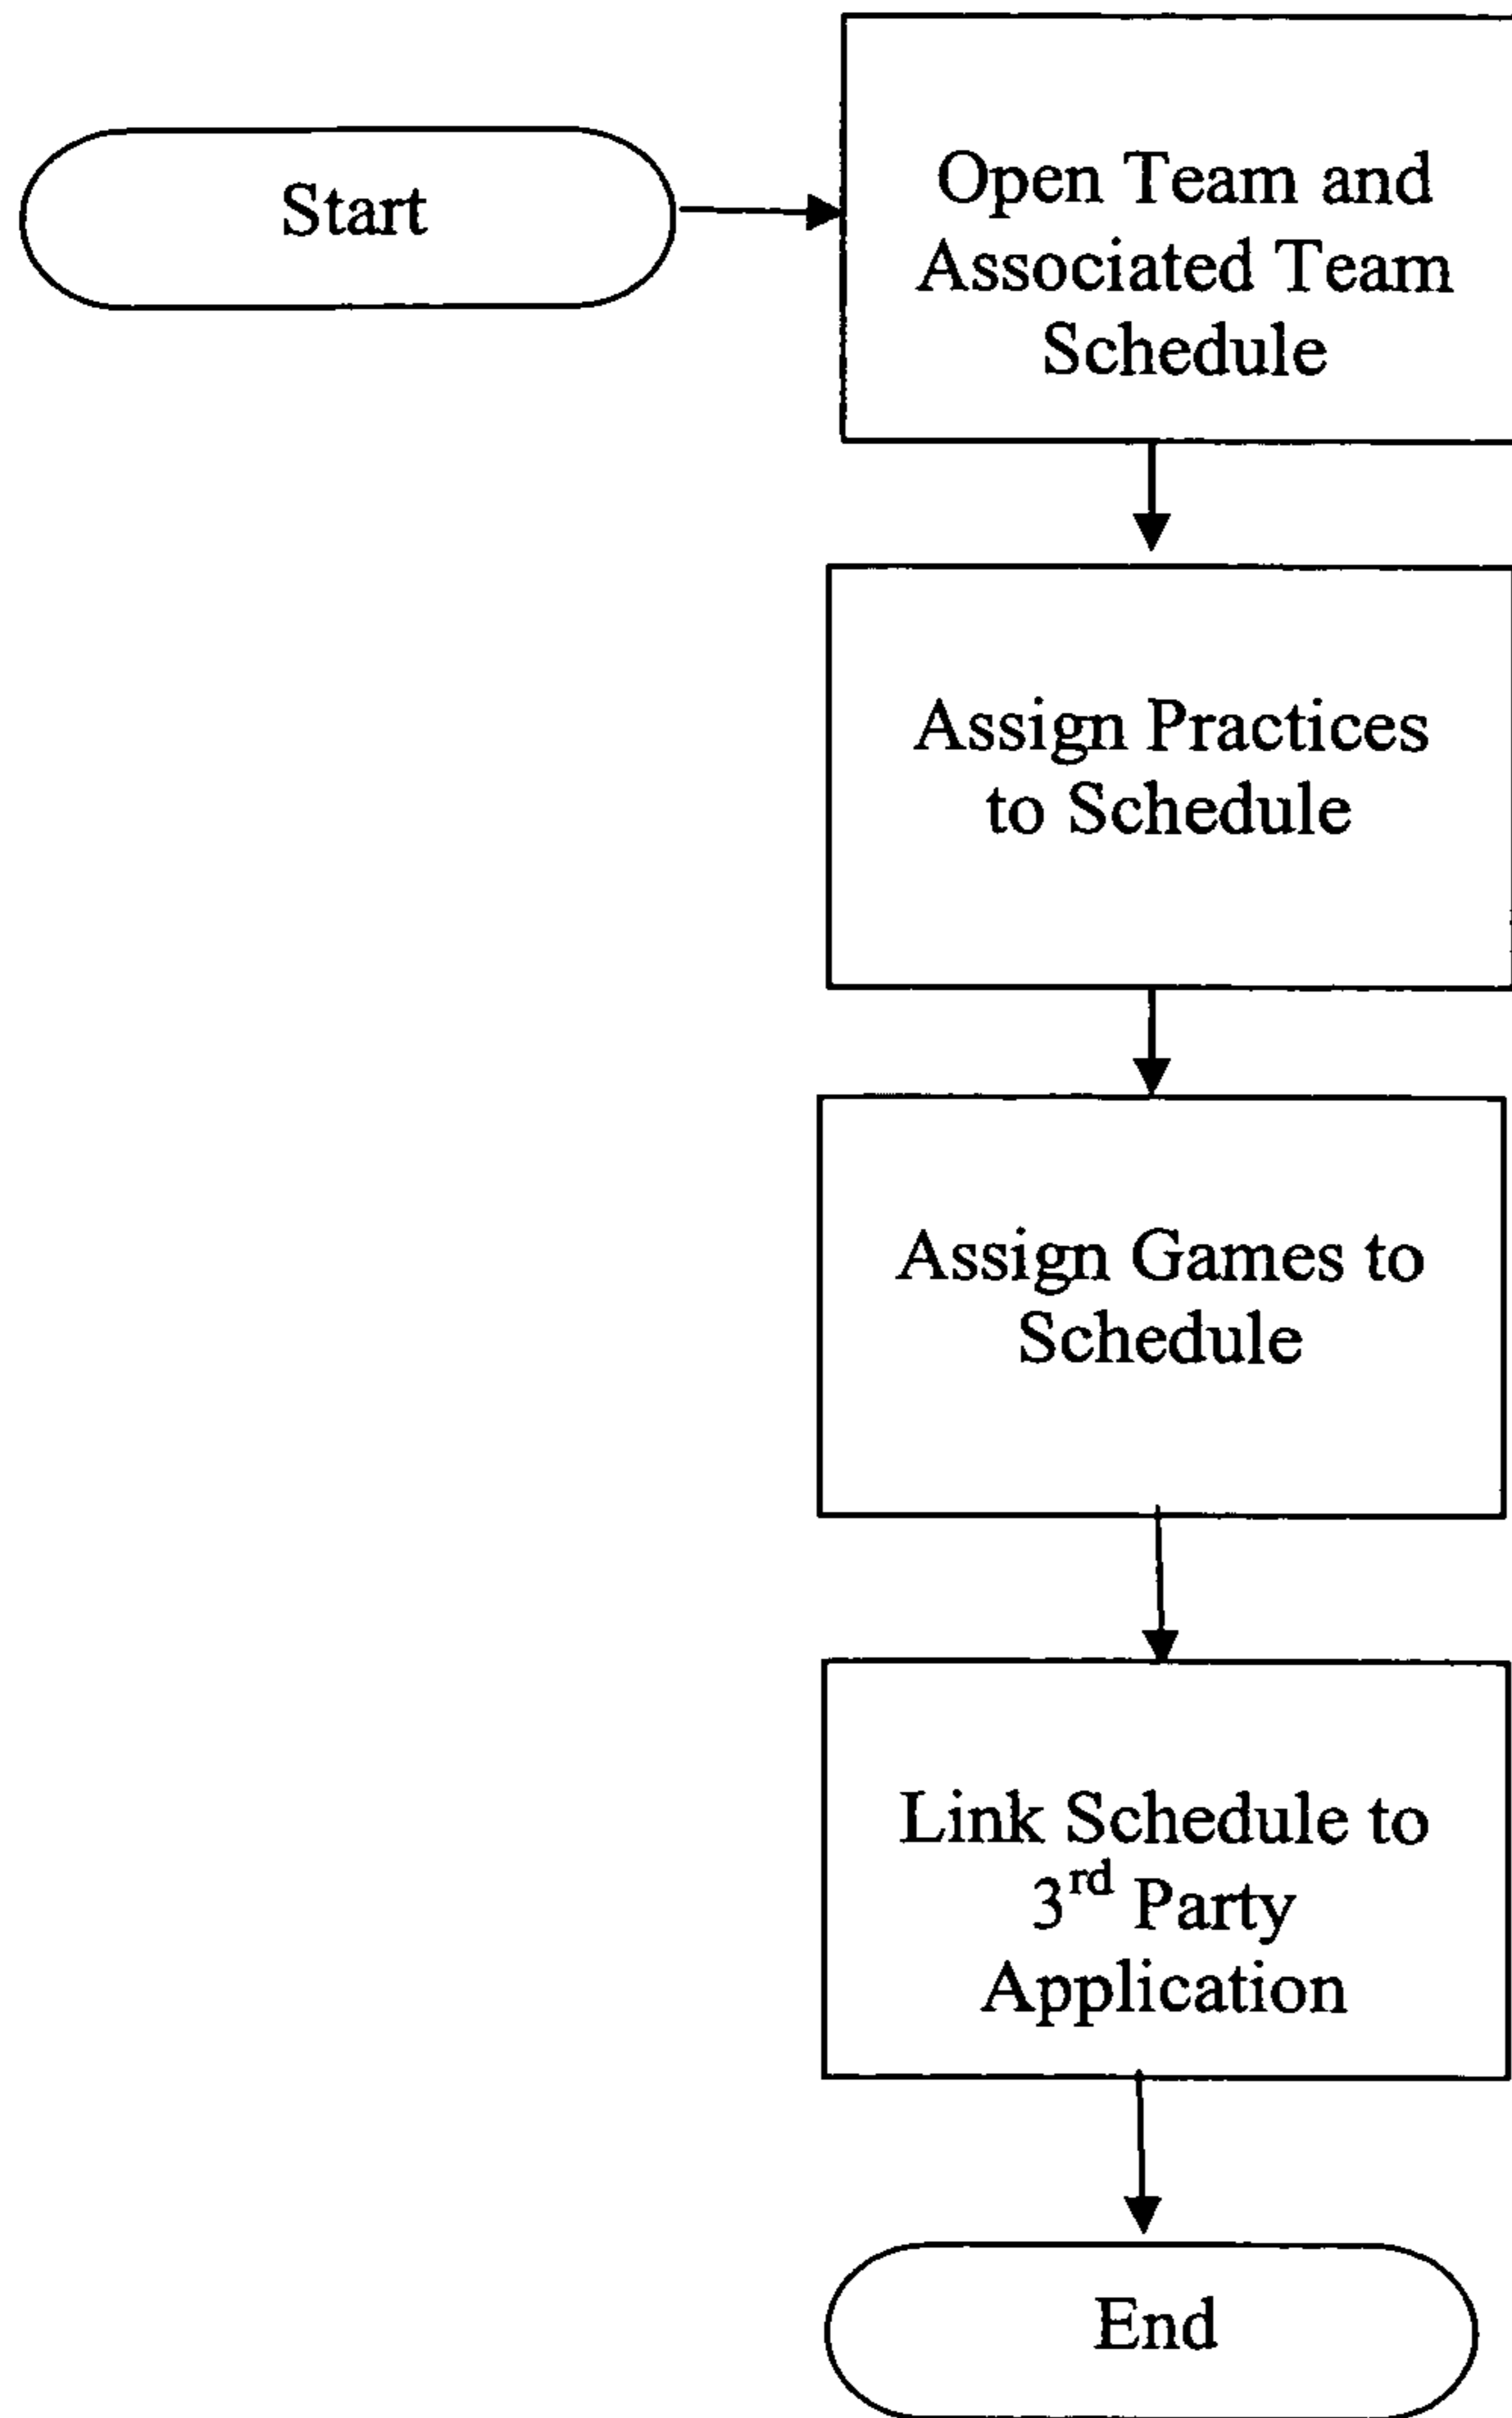 Start
Open Team and
Associated Team
Schedule
Assign Practices
to Schedule
Assign Games to
Schedule
Link Schedule to
3rd Party
Application
End